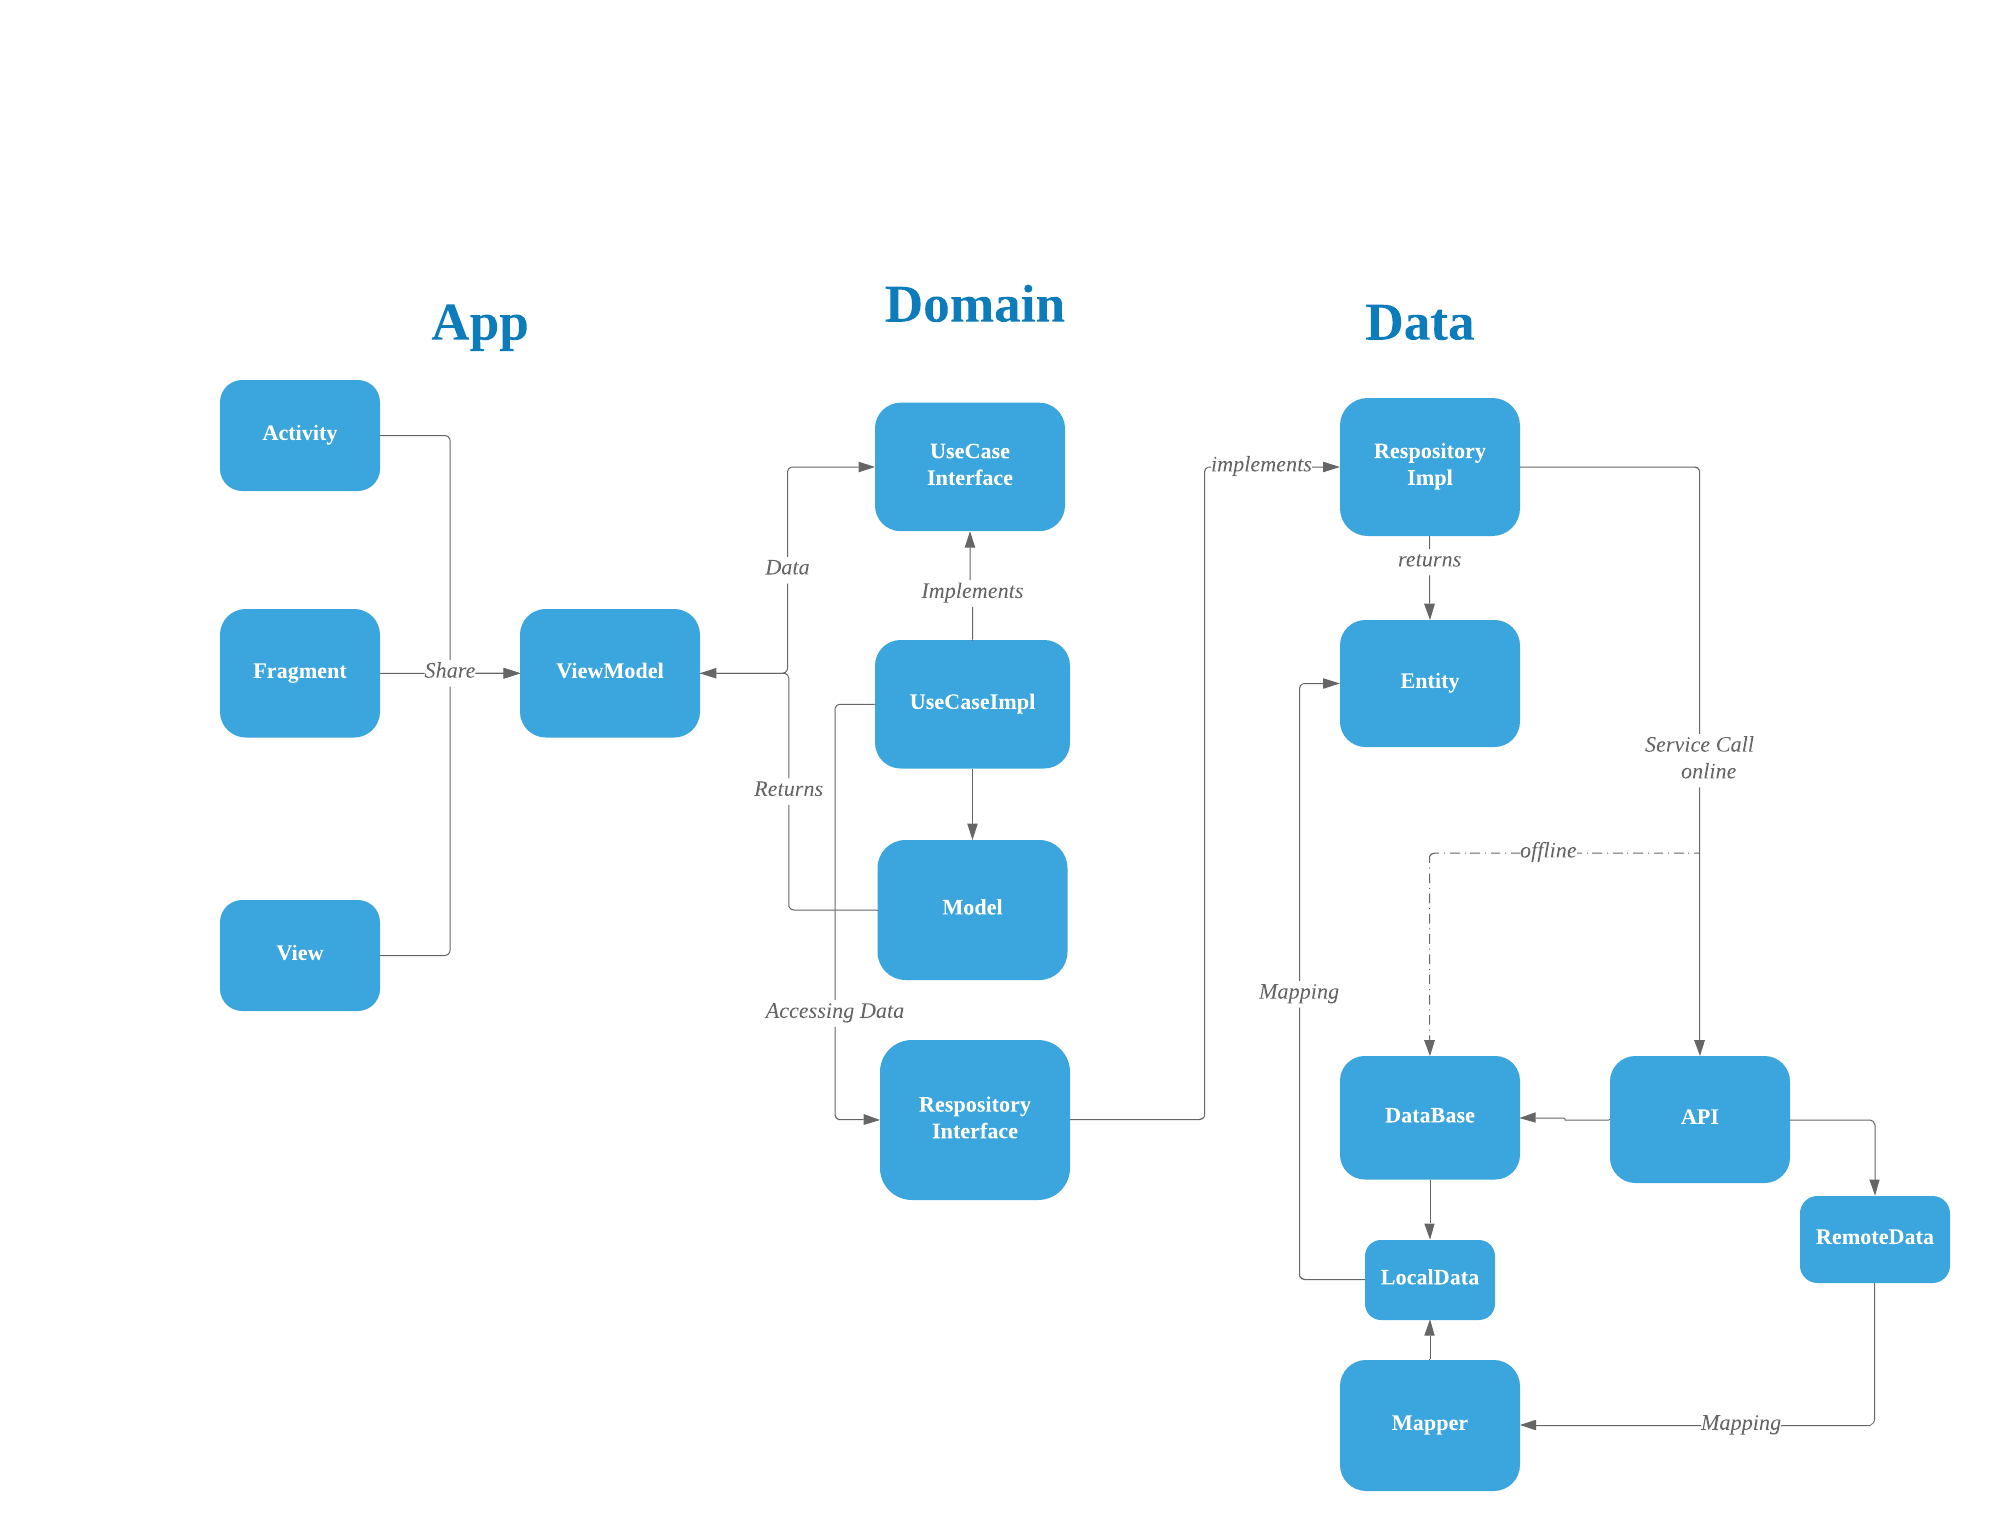 App
Domain
Data
Activity
Fragment
View
Share
ViewModel
Data
Returns
UseCase
Interface
Implements
UseCaseImpl
Model
Accessing Data
Respository
Interface
implements
Respository
Impl
returns
Entity
Service Call
online
offline
Mapping
DataBase
API
RemoteData
LocalData
Mapper
Mapping